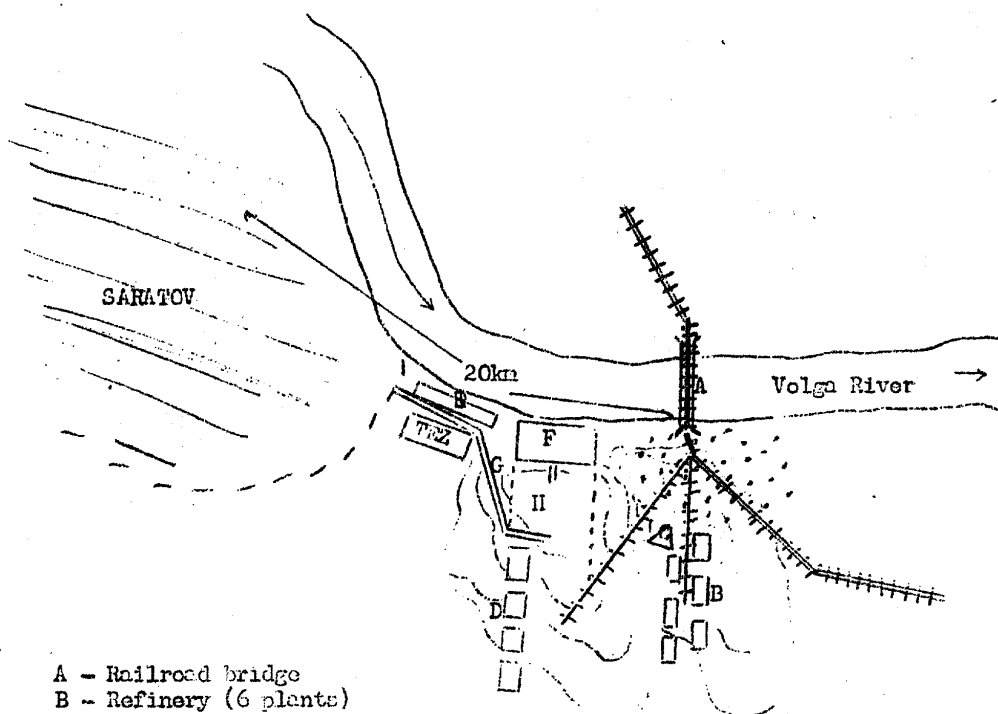 SARATOV
20km
A
Volga River
TEZ
F
G
II
D
B
A - Railroad bridge
B - Refinery (6 plants)